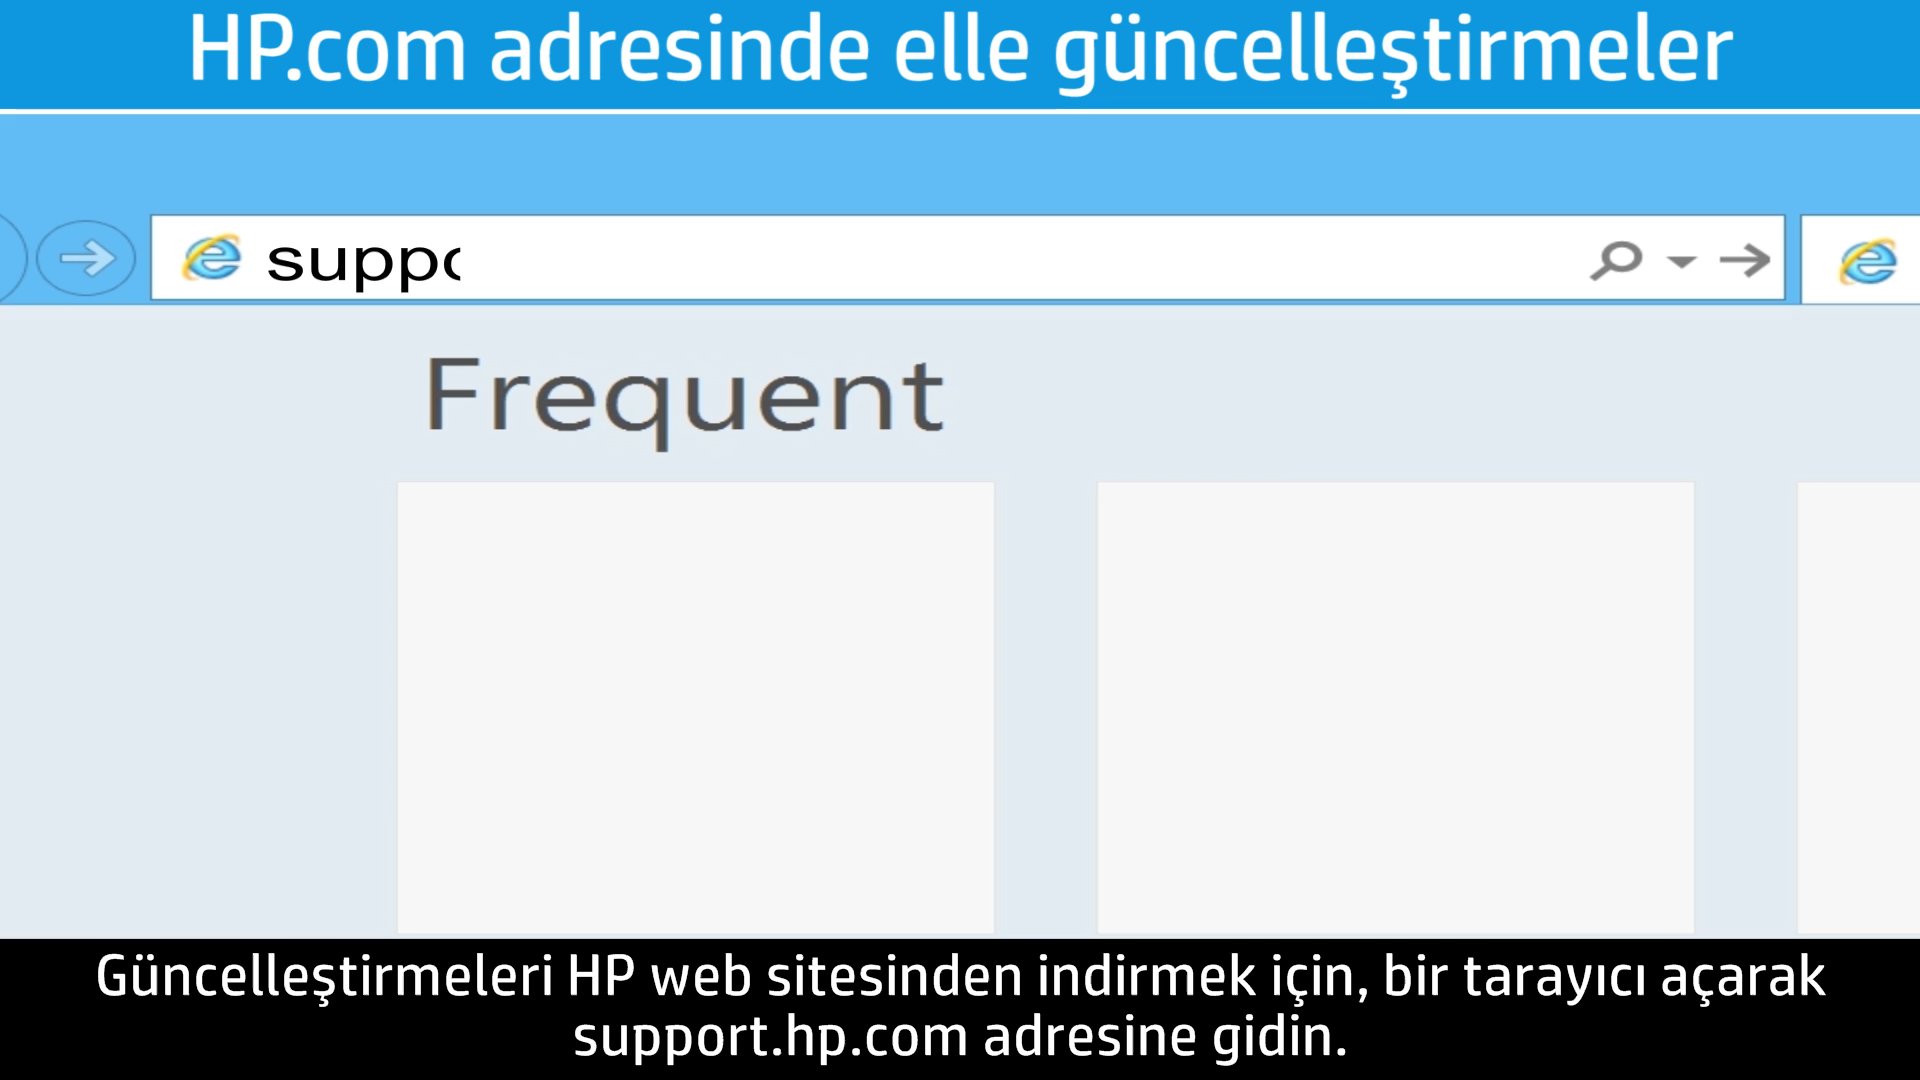 HP.com adresinde elle güncelleştirmeler
suppo
Frequent
Güncelleştirmeleri HP web sitesinden indirmek için, bir tarayıcı açarak
support.hp.com adresine gidin.